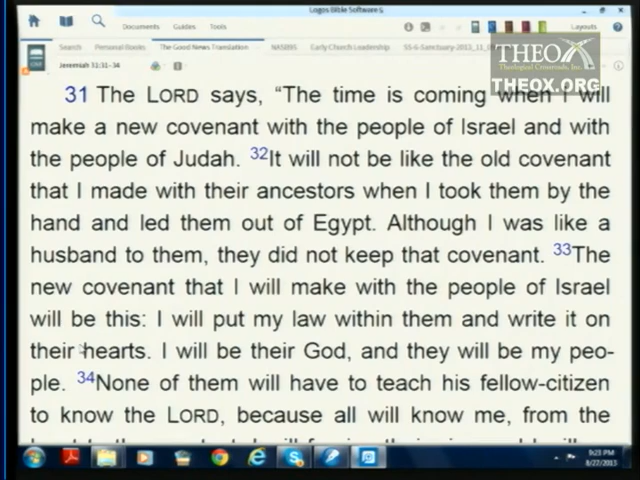 Logos Bible Software 5
Documents Guides Tools Layouts
Search Personal Books The Good News Translation NASB95 Early Church Leadership
Jeremiah 31:31-34
THEOX
Theological Crossroads, Inc.
THEOX.ORG
31 The LORD says, “The time is coming when I will
make a new covenant with the people of Israel and with
the people of Judah. 32It will not be like the old covenant
that I made with their ancestors when I took them by the
hand and led them out of Egypt. Although I was like a
husband to them, they did not keep that covenant. 33The
new covenant that I will make with the people of Israel
will be this: I will put my law within them and write it on
their hearts. I will be their God, and they will be my peo-
ple. 34None of them will have to teach his fellow-citizen
to know the LORD, because all will know me, from the
9:23 PM
8/27/2013